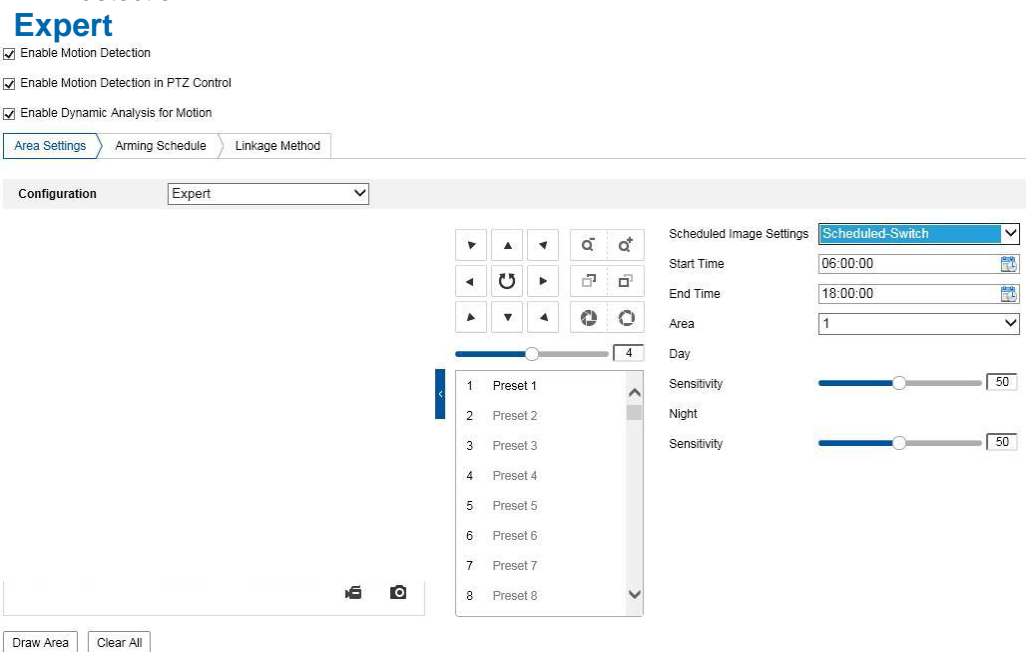 Expert
Enable Motion Detection
Enable Motion Detection in PTZ Control
Enable Dynamic Analysis for Motion
Area Settings
Arming Schedule
Linkage Method
Configuration
Expert
4
1 Preset 1
2 Preset 2
3 Preset 3
4 Preset 4
5 Preset 5
6 Preset 6
7 Preset 7
8 Preset 8
Scheduled Image Settings Scheduled-Switch
Start Time 06:00:00
End Time 18:00:00
Area 1
Day
Sensitivity 50
Night
Sensitivity 50
Draw Area
Clear All